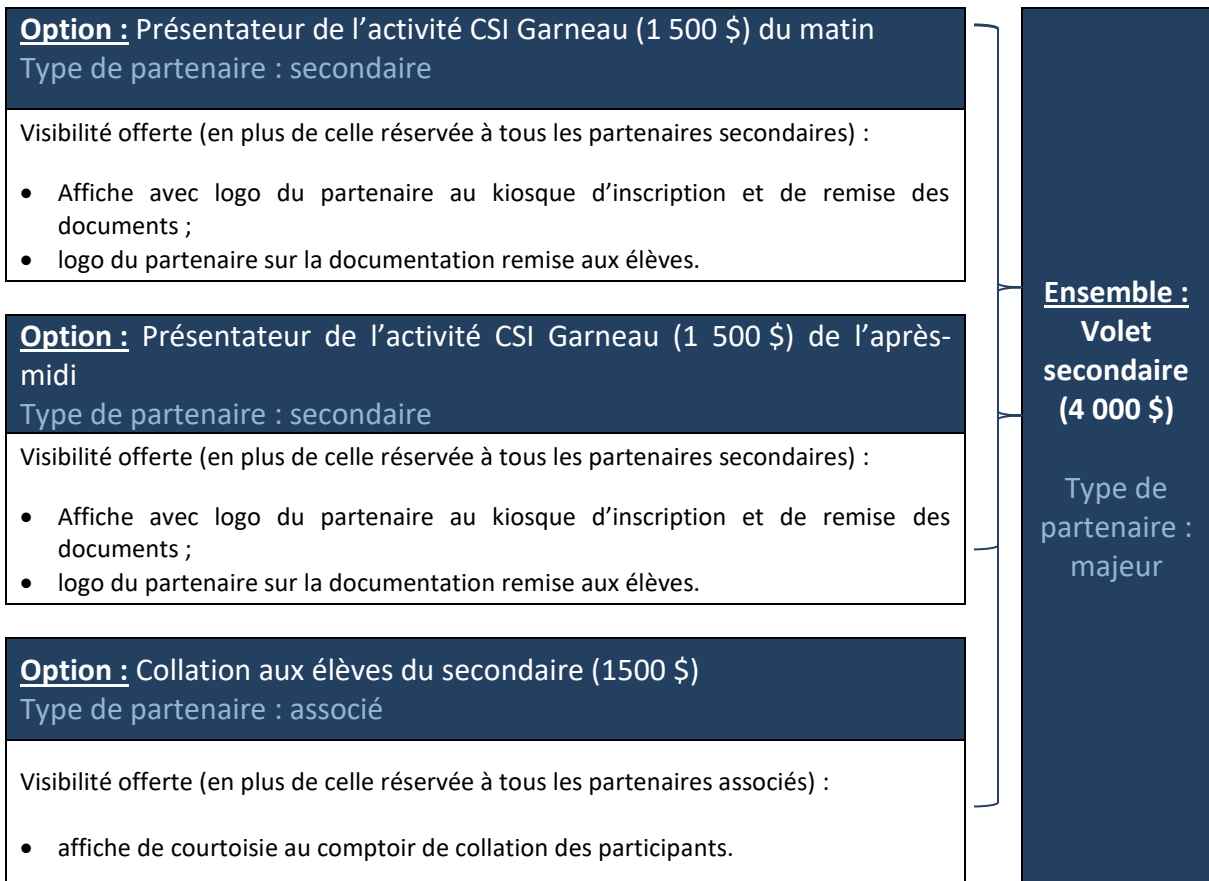 Option : Présentateur de l’activité CSI Garneau (1 500 $) du matin
Type de partenaire : secondaire
Visibilité offerte (en plus de celle réservée à tous les partenaires secondaires) :
• Affiche avec logo du partenaire au kiosque d’inscription et de remise des
documents ;
• logo du partenaire sur la documentation remise aux élèves.
Option : Présentateur de l’activité CSI Garneau (1 500 $) de l’après-
midi
Type de partenaire : secondaire
Visibilité offerte (en plus de celle réservée à tous les partenaires secondaires) :
• Affiche avec logo du partenaire au kiosque d’inscription et de remise des
documents ;
• logo du partenaire sur la documentation remise aux élèves.
Option : Collation aux élèves du secondaire (1500 $)
Type de partenaire : associé
Visibilité offerte (en plus de celle réservée à tous les partenaires associés) :
• affiche de courtoisie au comptoir de collation des participants.
Ensemble :
Volet
secondaire
(4 000 $)
Type de
partenaire :
majeur